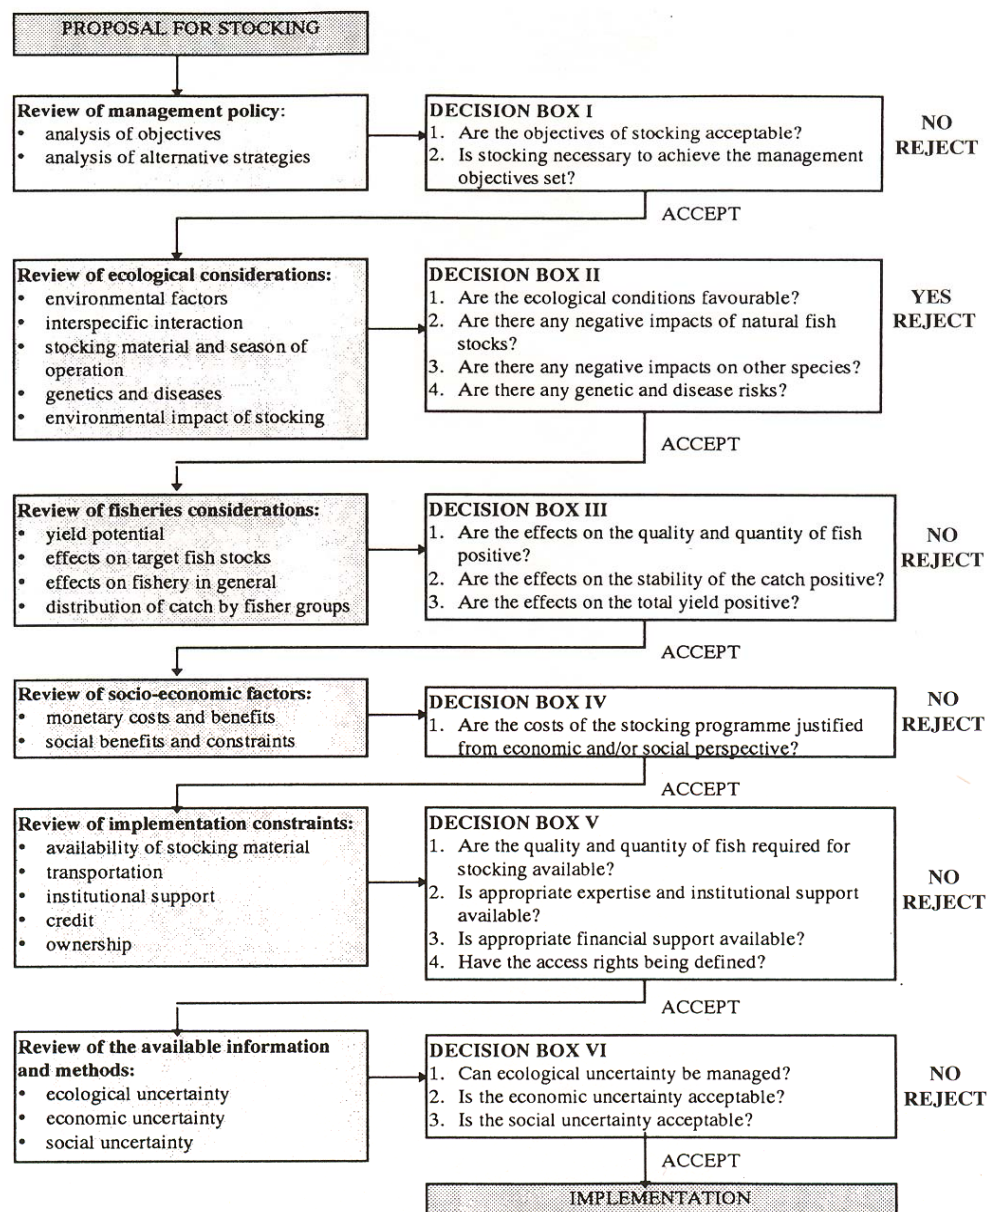 PROPOSAL FOR STOCKING
Review of management policy:
• analysis of objectives
• analysis of alternative strategies
DECISION BOX I
1. Are the objectives of stocking acceptable?
2. Is stocking necessary to achieve the management
objectives set?
NO
REJECT
ACCEPT
Review of ecological considerations:
• environmental factors
• interspecific interaction
• stocking material and season of
operation
• genetics and diseases
• environmental impact of stocking
DECISION BOX II
1. Are the ecological conditions favourable?
2. Are there any negative impacts of natural fish
stocks?
3. Are there any negative impacts on other species?
4. Are there any genetic and disease risks?
YES
REJECT
ACCEPT
Review of fisheries considerations:
• yield potential
• effects on target fish stocks
• effects on fishery in general
• distribution of catch by fisher groups
DECISION BOX III
1. Are the effects on the quality and quantity of fish
positive?
2. Are the effects on the stability of the catch positive?
3. Are the effects on the total yield positive?
NO
REJECT
ACCEPT
Review of socio-economic factors:
• monetary costs and benefits
• social benefits and constraints
DECISION BOX IV
1. Are the costs of the stocking programme justified
from economic and/or social perspective?
NO
REJECT
ACCEPT
Review of implementation constraints:
• availability of stocking material
• transportation
• institutional support
• credit
• ownership
DECISION BOX V
1. Are the quality and quantity of fish required for
stocking available?
2. Is appropriate expertise and institutional support
available?
3. Is appropriate financial support available?
4. Have the access rights being defined?
NO
REJECT
ACCEPT
Review of the available information
and methods:
• ecological uncertainty
• economic uncertainty
• social uncertainty
DECISION BOX VI
1. Can ecological uncertainty be managed?
2. Is the economic uncertainty acceptable?
3. Is the social uncertainty acceptable?
NO
REJECT
ACCEPT
IMPLEMENTATION